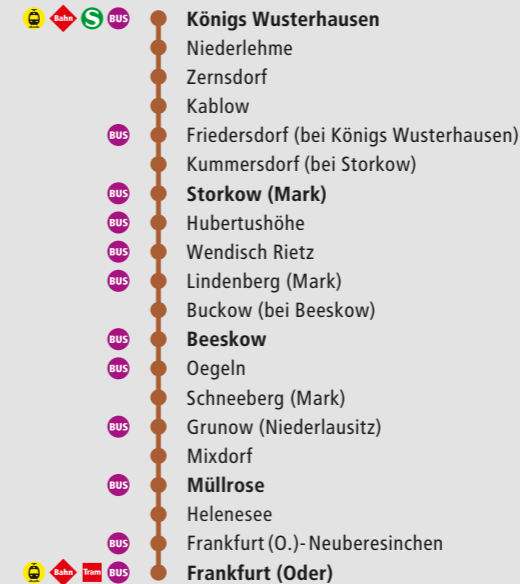 Bahn S BUS Königs Wusterhausen
Niederlehme
Zernsdorf
Kablow
BUS Friedersdorf (bei Königs Wusterhausen)
Kummersdorf (bei Storkow)
BUS Storkow (Mark)
BUS Hubertushöhe
BUS Wendisch Rietz
BUS Lindenberg (Mark)
Buckow (bei Beeskow)
BUS Beeskow
BUS Oegeln
Schneeberg (Mark)
BUS Grunow (Niederlausitz)
Mixdorf
BUS Müllrose
Helenesee
BUS Frankfurt (O.)-Neuberesinchen
Bahn Tram BUS Frankfurt (Oder)